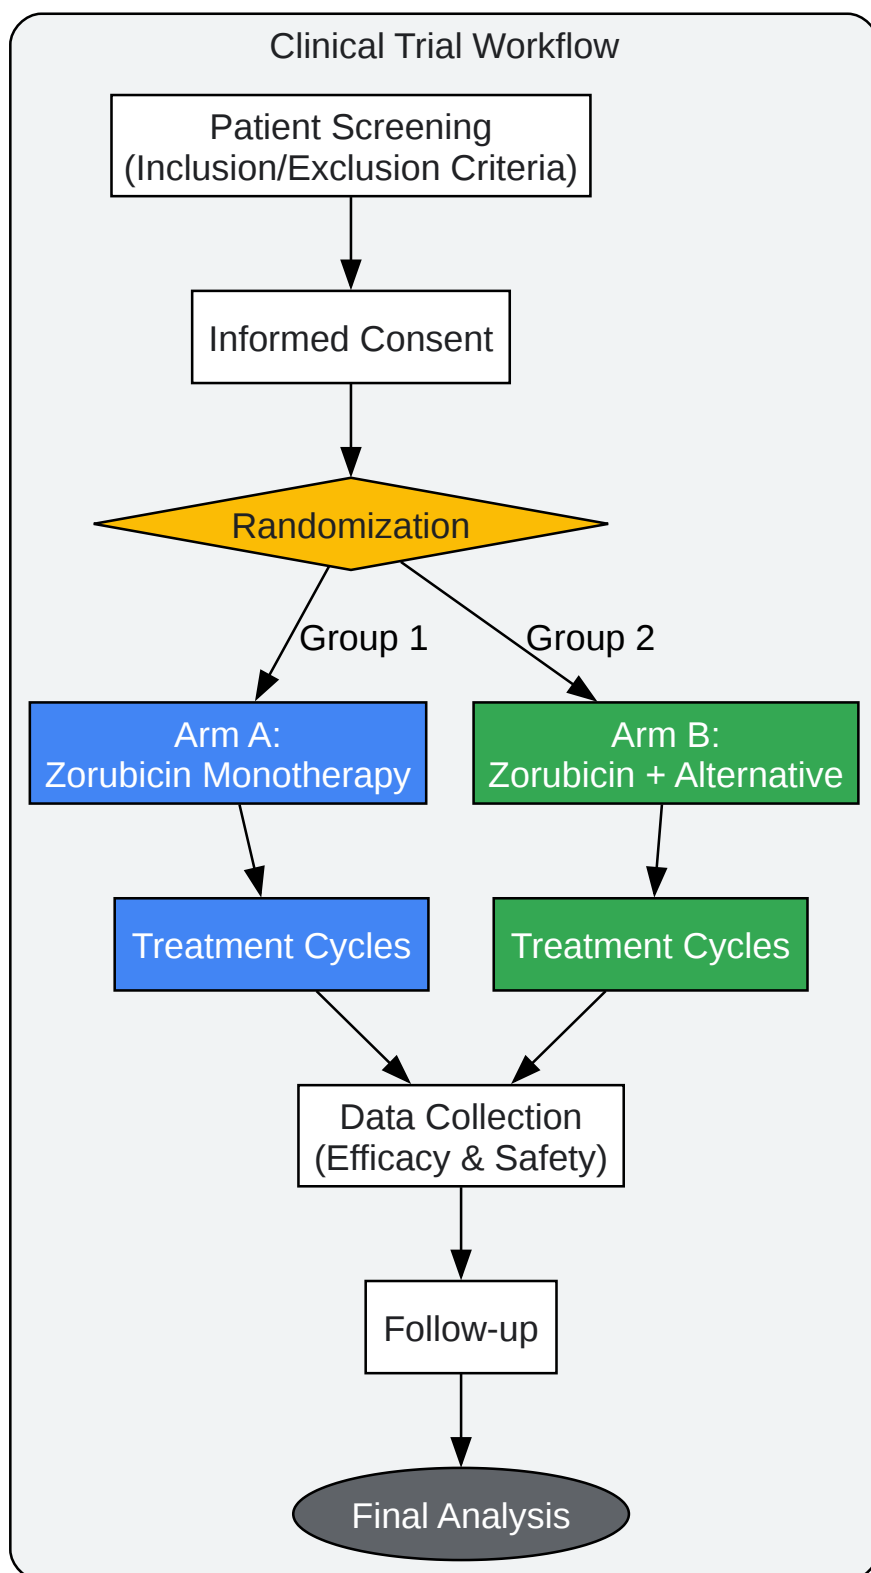 Clinical Trial Workflow
Patient Screening
(Inclusion/Exclusion Criteria)
Informed Consent
Randomization
Group 1
Group 2
Arm A:
Zorubicin Monotherapy
Arm B:
Zorubicin + Alternative
Treatment Cycles
Treatment Cycles
Data Collection
(Efficacy & Safety)
Follow-up
Final Analysis